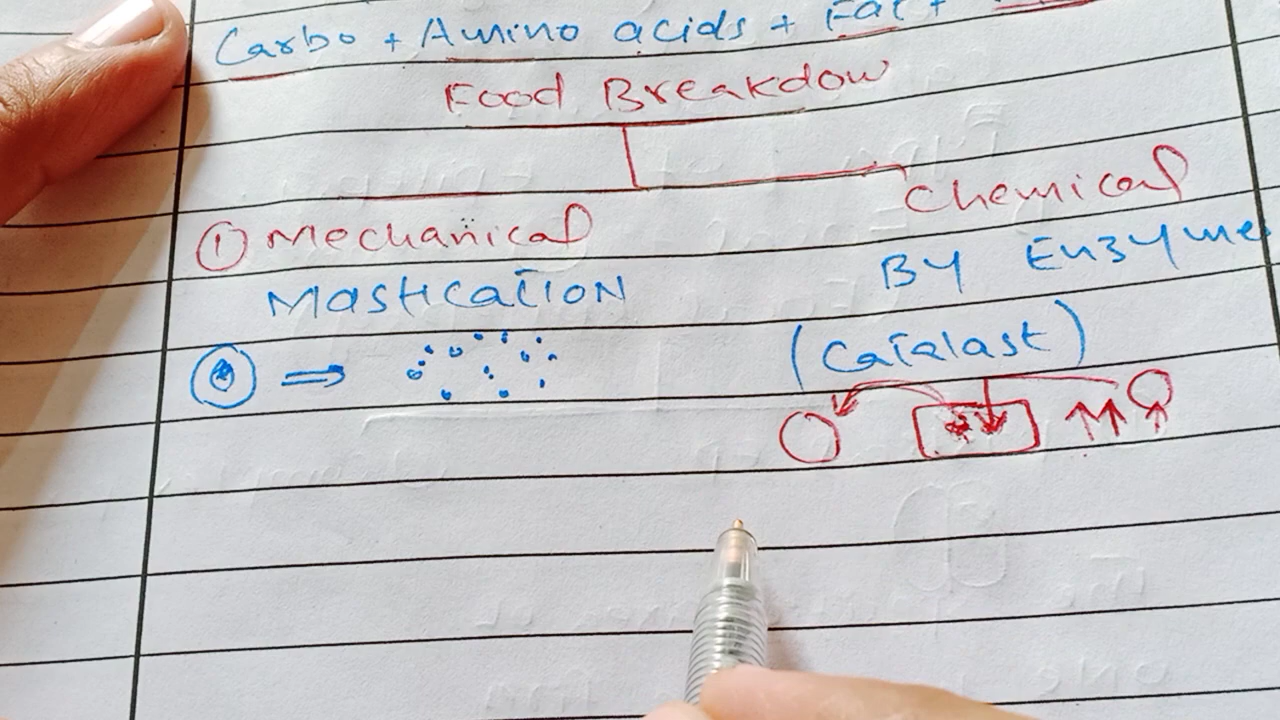 Carbo + Amino acids + Fat +
Food Breakdow
① Mechanical
Chemical
Mastication
By Enzyme
(Catalast)